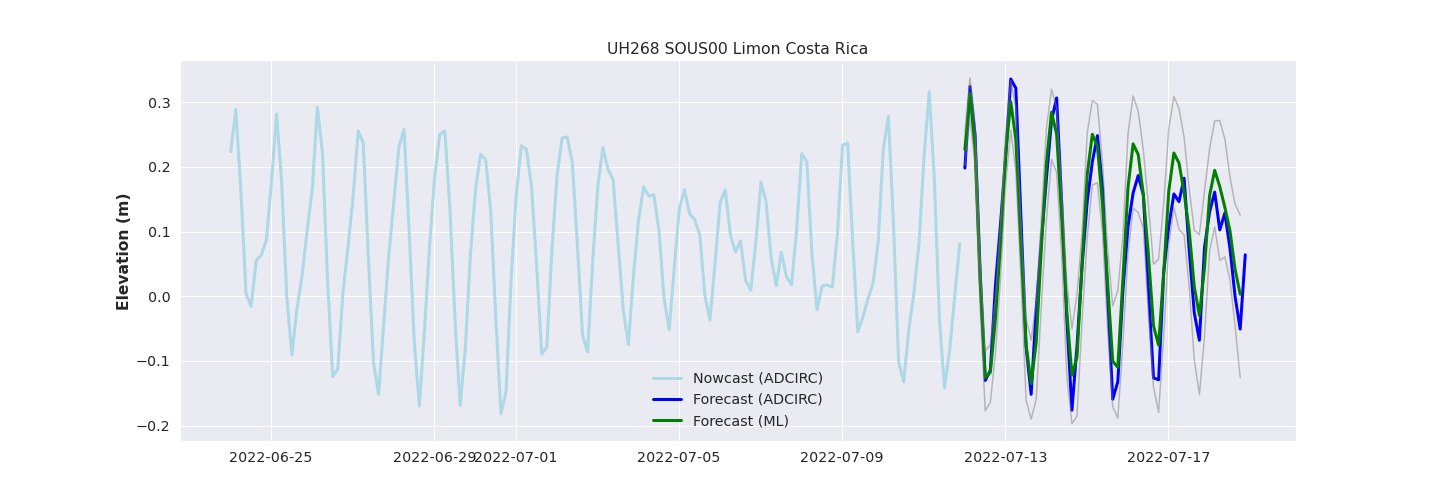 UH268 SOUS00 Limon Costa Rica
Elevation (m)
0.3
0.2
0.1
0.0
−0.1
−0.2
Nowcast (ADCIRC)
Forecast (ADCIRC)
Forecast (ML)
2022-06-25 2022-06-29 2022-07-01 2022-07-05 2022-07-09 2022-07-13 2022-07-17